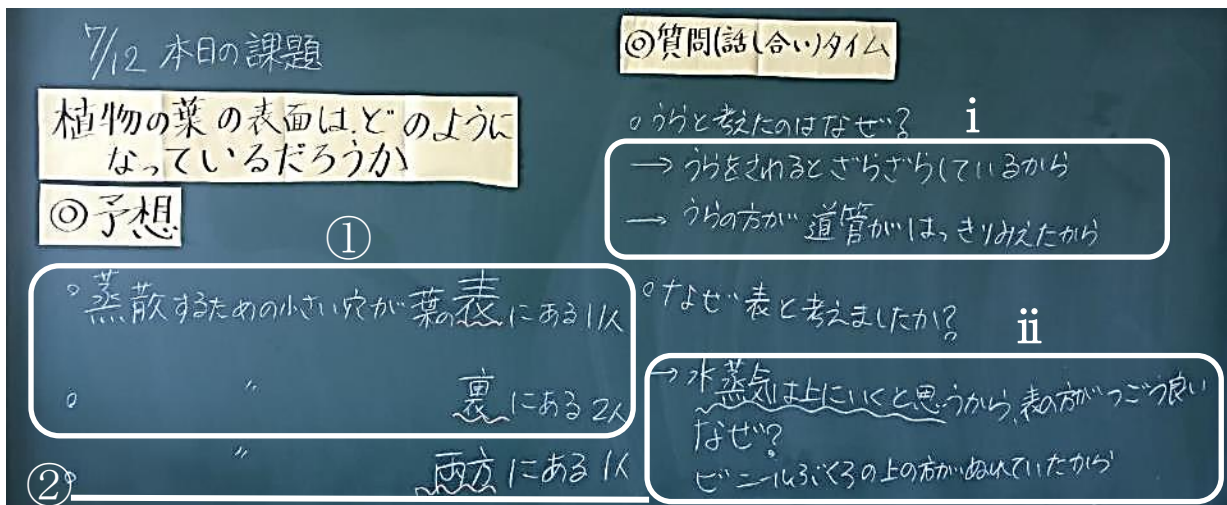 7/12 本日の課題
植物の葉の表面は、どのように
なっているだろうか
◎予想
①
○蒸散するための小さい穴が葉の表にある11人
○ 〃 裏にある2人
②
○ 〃 両方にある1人
◎質問(話し合い)タイム
○うらと考えたのはなぜ?
i
→うらをさわるとざらざらしているから
→うらの方が道管がはっきりみえたから
○なぜ表と考えましたか?
ii
→水蒸気は上にいくと思うから、表の方がつごう良い
なぜ?
ビニールぶくろの上の方がぬれていたから